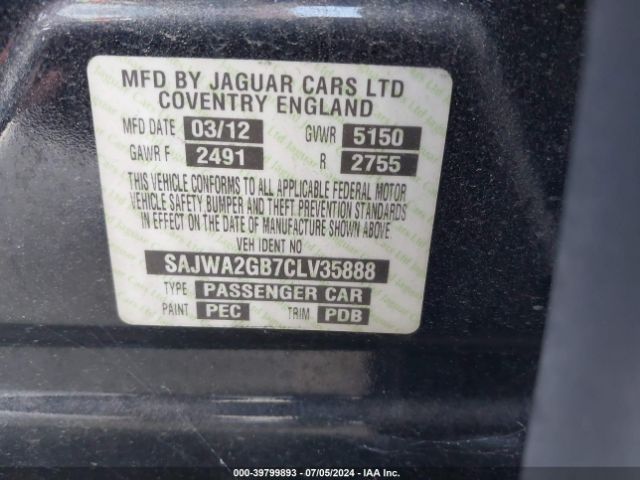 MFD BY JAGUAR CARS LTD
COVENTRY ENGLAND
MFD DATE 03/12 GVWR 5150
GAWR F 2491 R 2755
THIS VEHICLE CONFORMS TO ALL APPLICABLE FEDERAL MOTOR
VEHICLE SAFETY BUMPER AND THEFT PREVENTION STANDARDS
IN EFFECT ON THE DATE OF MANUFACTURE SHOWN ABOVE
VEH IDENT NO
SAJWA2GB7CLV35888
TYPE PASSENGER CAR
PAINT PEC TRIM PDB
000-39799893 / 07/05/2024 - IAA Inc.